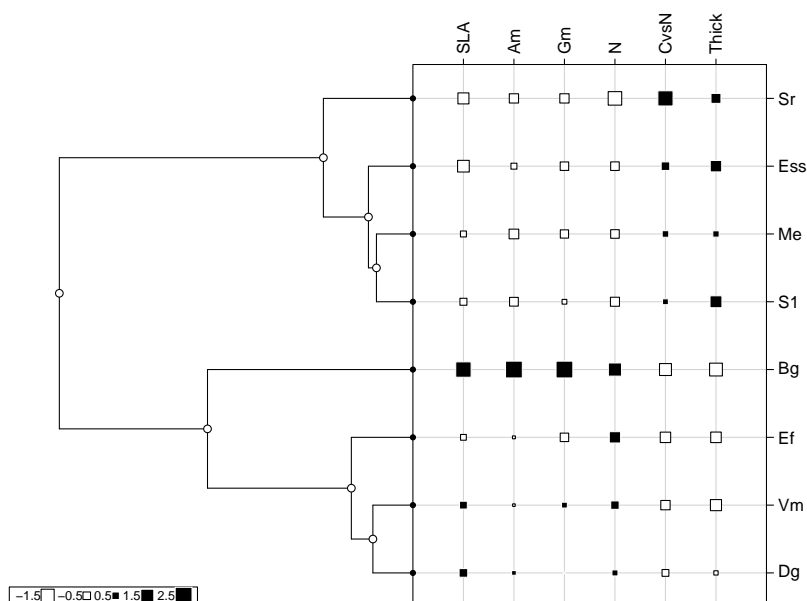 SLA Am Gm N CvsN Thick
Sr
Ess
Me
S1
Bg
Ef
Vm
Dg
−1.5 −0.5 0.5 1.5 2.5